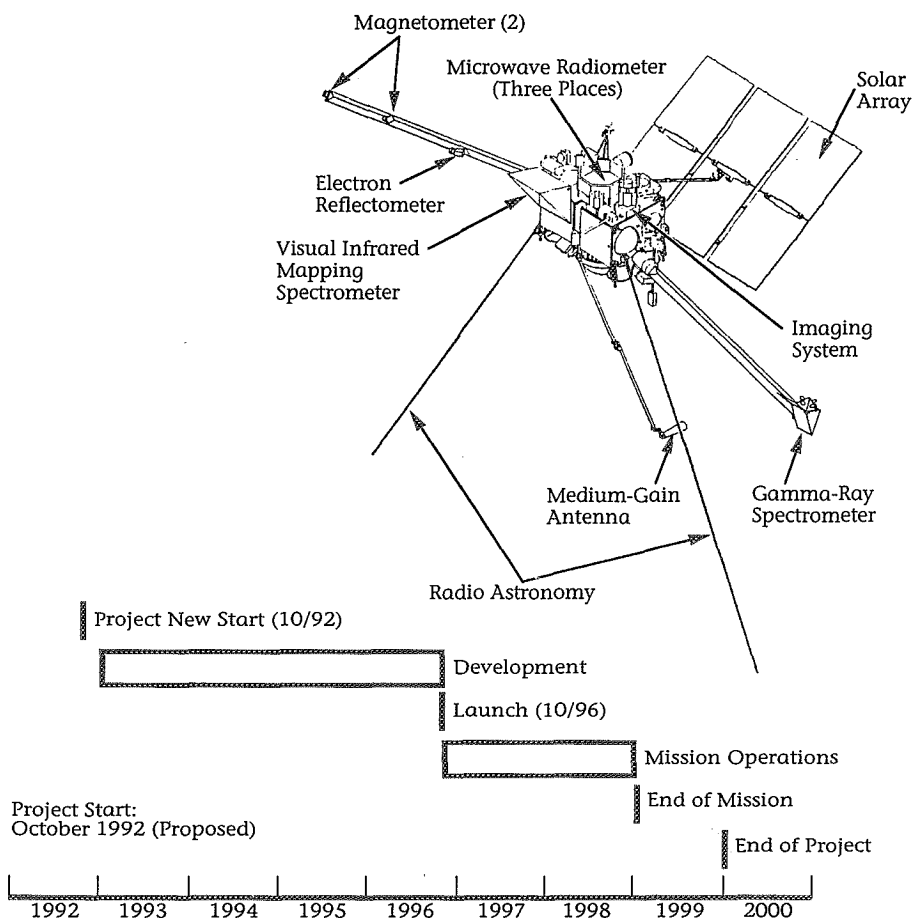 Magnetometer (2)
Microwave Radiometer
(Three Places)
Solar
Array
Electron
Reflectometer
Visual Infrared
Mapping
Spectrometer
Imaging
System
Medium-Gain
Antenna
Gamma-Ray
Spectrometer
Radio Astronomy
Project New Start (10/92)
Development
Launch (10/96)
Mission Operations
End of Mission
Project Start:
October 1992 (Proposed)
End of Project
1992 1993 1994 1995 1996 1997 1998 1999 2000